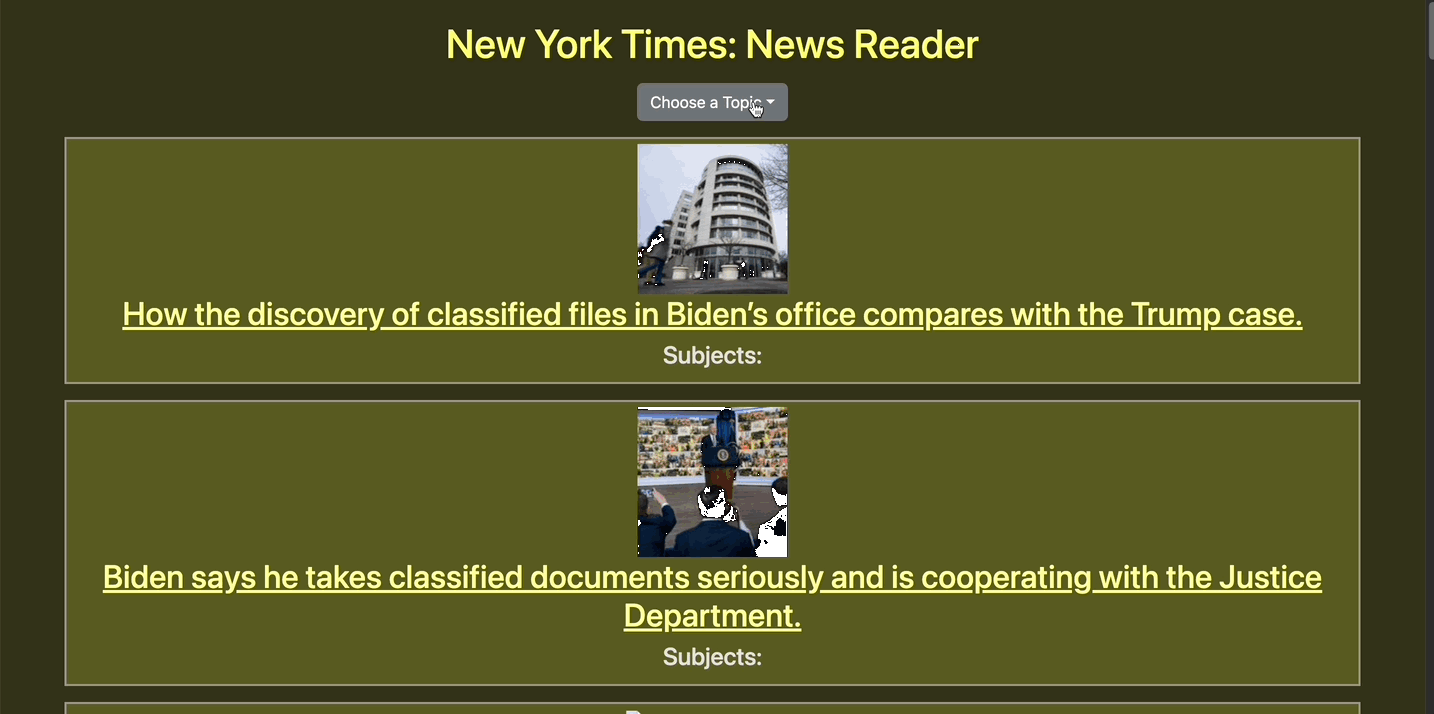 New York Times: News Reader
Choose a Topic
How the discovery of classified files in Biden’s office compares with the Trump case.
Subjects:
Biden says he takes classified documents seriously and is cooperating with the Justice
Department.
Subjects: